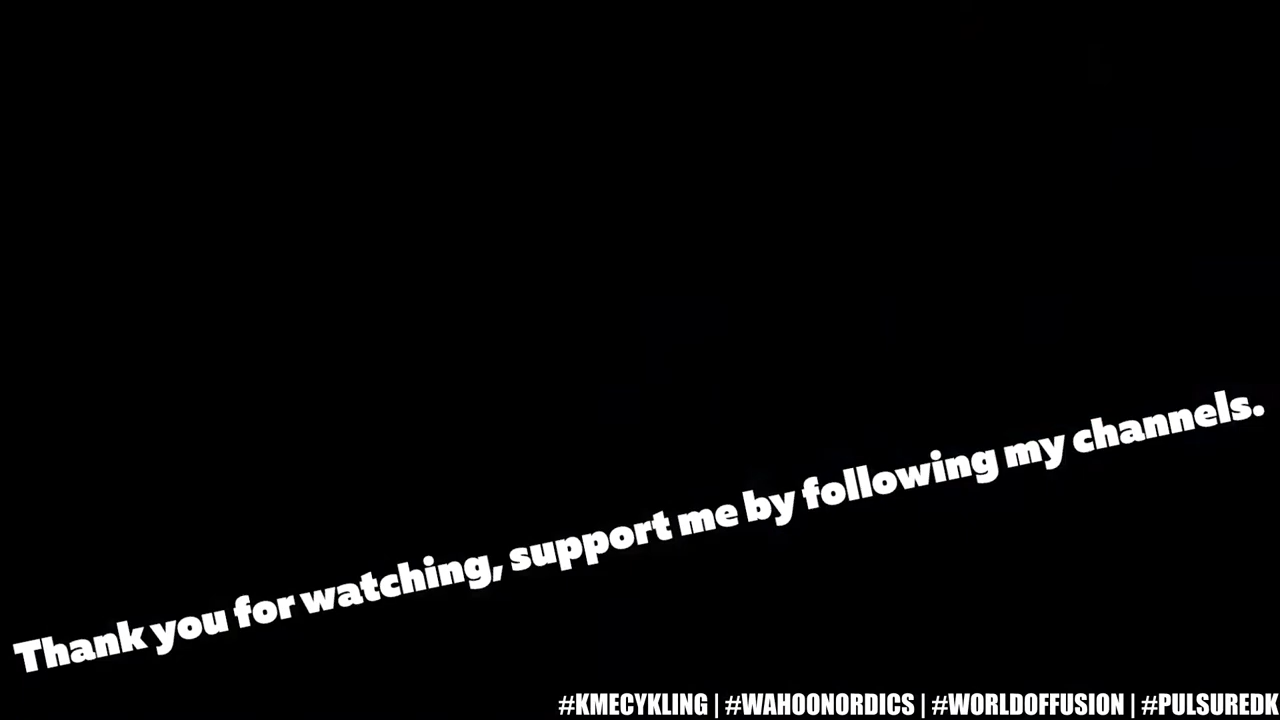 Thank you for watching, support me by following my channels.
#KMECYKLING | #WAHOONORDICS | #WORLDOFFUSION | #PULSUREDK